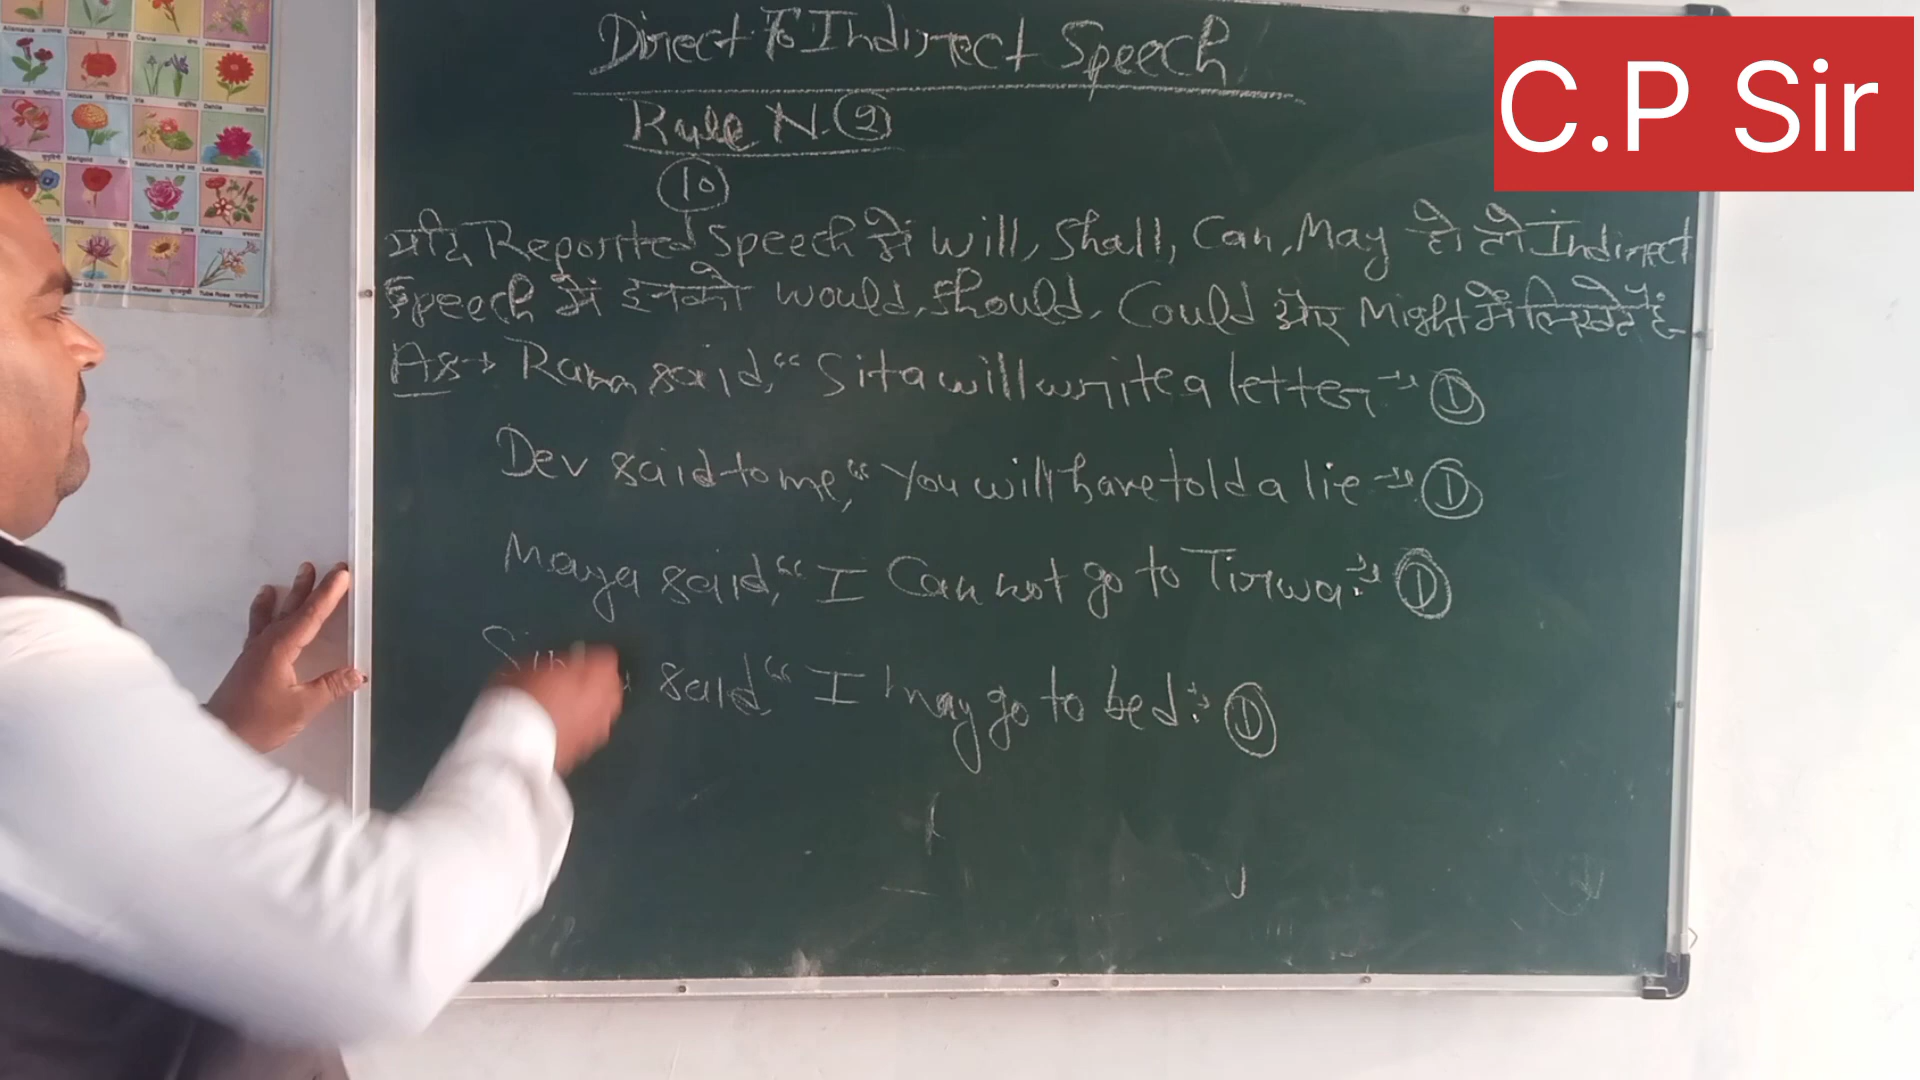 Direct To Indirect Speech
C.P Sir
Rule N. (9)
(10)
यदि Reported Speech में will, Shall, Can, May हो तो Indirect
Speech में इनको would, Should, Could और Might में लिखते हैं
As→ Ram said, “Sita will write a letter” (D)
Dev said to me, “You will have told a lie” (D)
Maya said, “I Can not go to Tirwa.” (D)
said “I may go to bed.” (D)